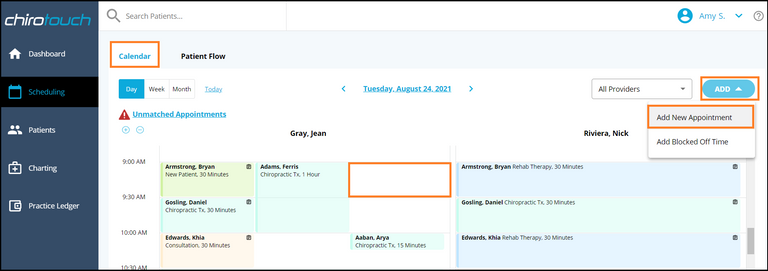 chirotouch
Search Patients...
Amy S.
Dashboard
Scheduling
Patients
Charting
Practice Ledger
Calendar
Patient Flow
Day
Week
Month
Today
Tuesday, August 24, 2021
All Providers
ADD
Add New Appointment
Add Blocked Off Time
Unmatched Appointments
Gray, Jean
Riviera, Nick
9:00 AM
Armstrong, Bryan
New Patient, 30 Minutes
Adams, Ferris
Chiropractic Tx, 1 Hour
Armstrong, Bryan Rehab Therapy, 30 Minutes
9:30 AM
Gosling, Daniel
Chiropractic Tx, 30 Minutes
Gosling, Daniel Chiropractic Tx, 30 Minutes
10:00 AM
Edwards, Khia
Consultation, 30 Minutes
Aaban, Arya
Chiropractic Tx, 15 Minutes
Edwards, Khia Rehab Therapy, 30 Minutes
10:30 AM